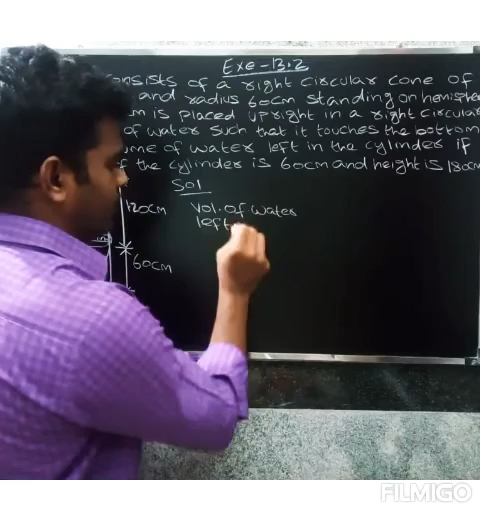 Exe-13.2
onsists of a right circular cone of
and radius 60cm standing on hemisphe
m is placed upright in a right circular
of water such that it touches the bottom
ume of water left in the cylinder if
f the cylinder is 60cm and height is 180cm
Sol
120cm
60cm
Vol. of water
left
FILMIGO